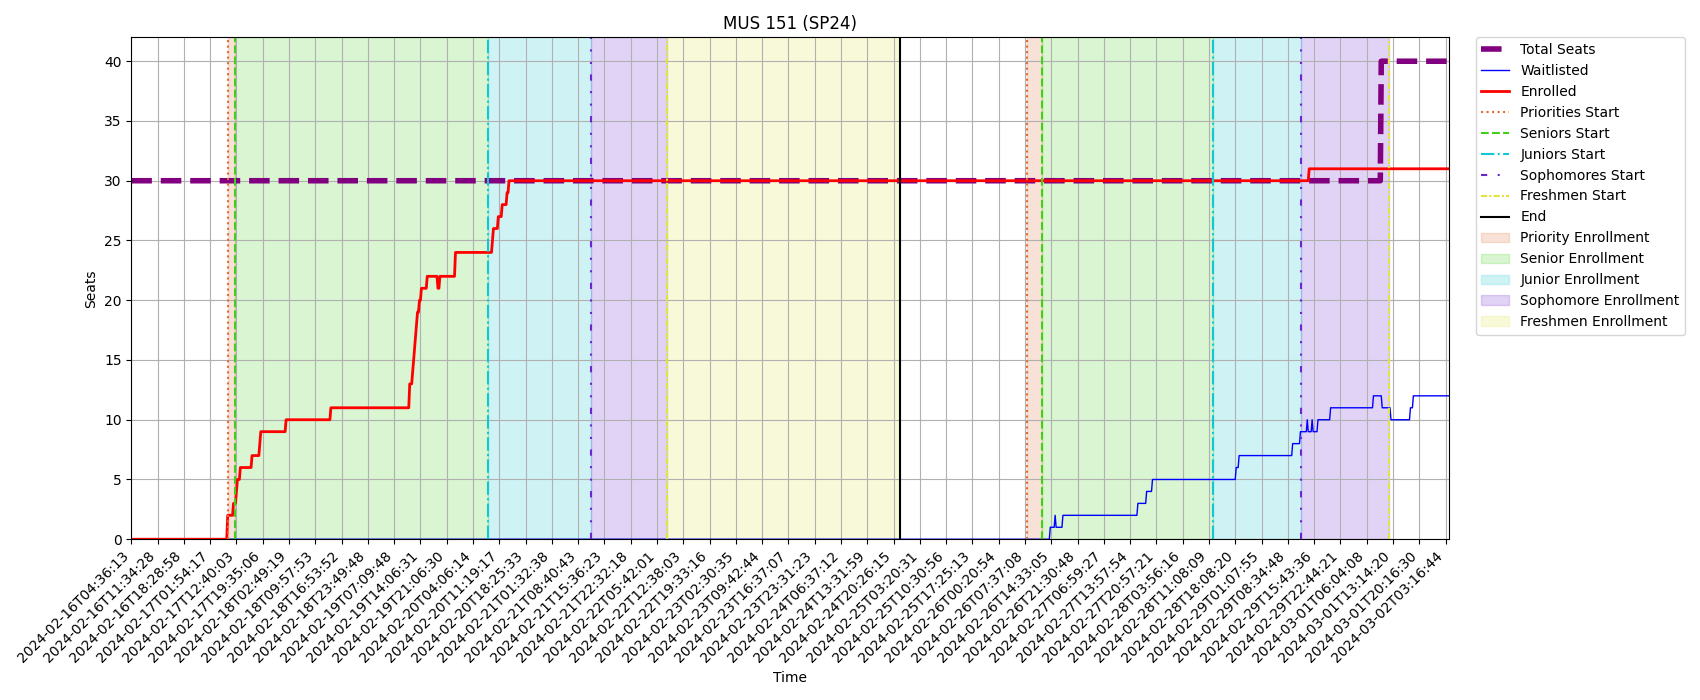 MUS 151 (SP24)
Seats
40
35
30
25
20
15
10
5
0
2024-02-16T04:36:13
2024-02-16T11:34:28
2024-02-16T18:28:58
2024-02-17T01:54:17
2024-02-17T12:40:03
2024-02-17T19:35:06
2024-02-18T02:49:19
2024-02-18T09:57:53
2024-02-18T16:53:52
2024-02-18T23:49:48
2024-02-19T07:09:48
2024-02-19T14:06:31
2024-02-19T21:06:30
2024-02-20T04:06:14
2024-02-20T11:19:17
2024-02-20T18:25:33
2024-02-21T01:32:38
2024-02-21T08:40:43
2024-02-21T15:36:23
2024-02-21T22:32:18
2024-02-22T05:42:01
2024-02-22T12:38:03
2024-02-22T19:33:16
2024-02-23T02:30:35
2024-02-23T09:42:44
2024-02-23T16:37:07
2024-02-23T23:31:23
2024-02-24T06:37:12
2024-02-24T13:31:59
2024-02-24T20:26:15
2024-02-25T03:20:31
2024-02-25T10:30:56
2024-02-25T17:25:13
2024-02-26T00:20:54
2024-02-26T07:37:08
2024-02-26T14:33:05
2024-02-26T21:30:48
2024-02-27T06:59:27
2024-02-27T13:57:54
2024-02-27T20:57:21
2024-02-28T03:56:16
2024-02-28T11:08:09
2024-02-28T18:08:20
2024-02-29T01:07:55
2024-02-29T08:34:48
2024-02-29T15:43:36
2024-02-29T22:44:21
2024-03-01T06:04:08
2024-03-01T13:14:20
2024-03-01T20:16:30
2024-03-02T03:16:44
Time
Total Seats
Waitlisted
Enrolled
Priorities Start
Seniors Start
Juniors Start
Sophomores Start
Freshmen Start
End
Priority Enrollment
Senior Enrollment
Junior Enrollment
Sophomore Enrollment
Freshmen Enrollment